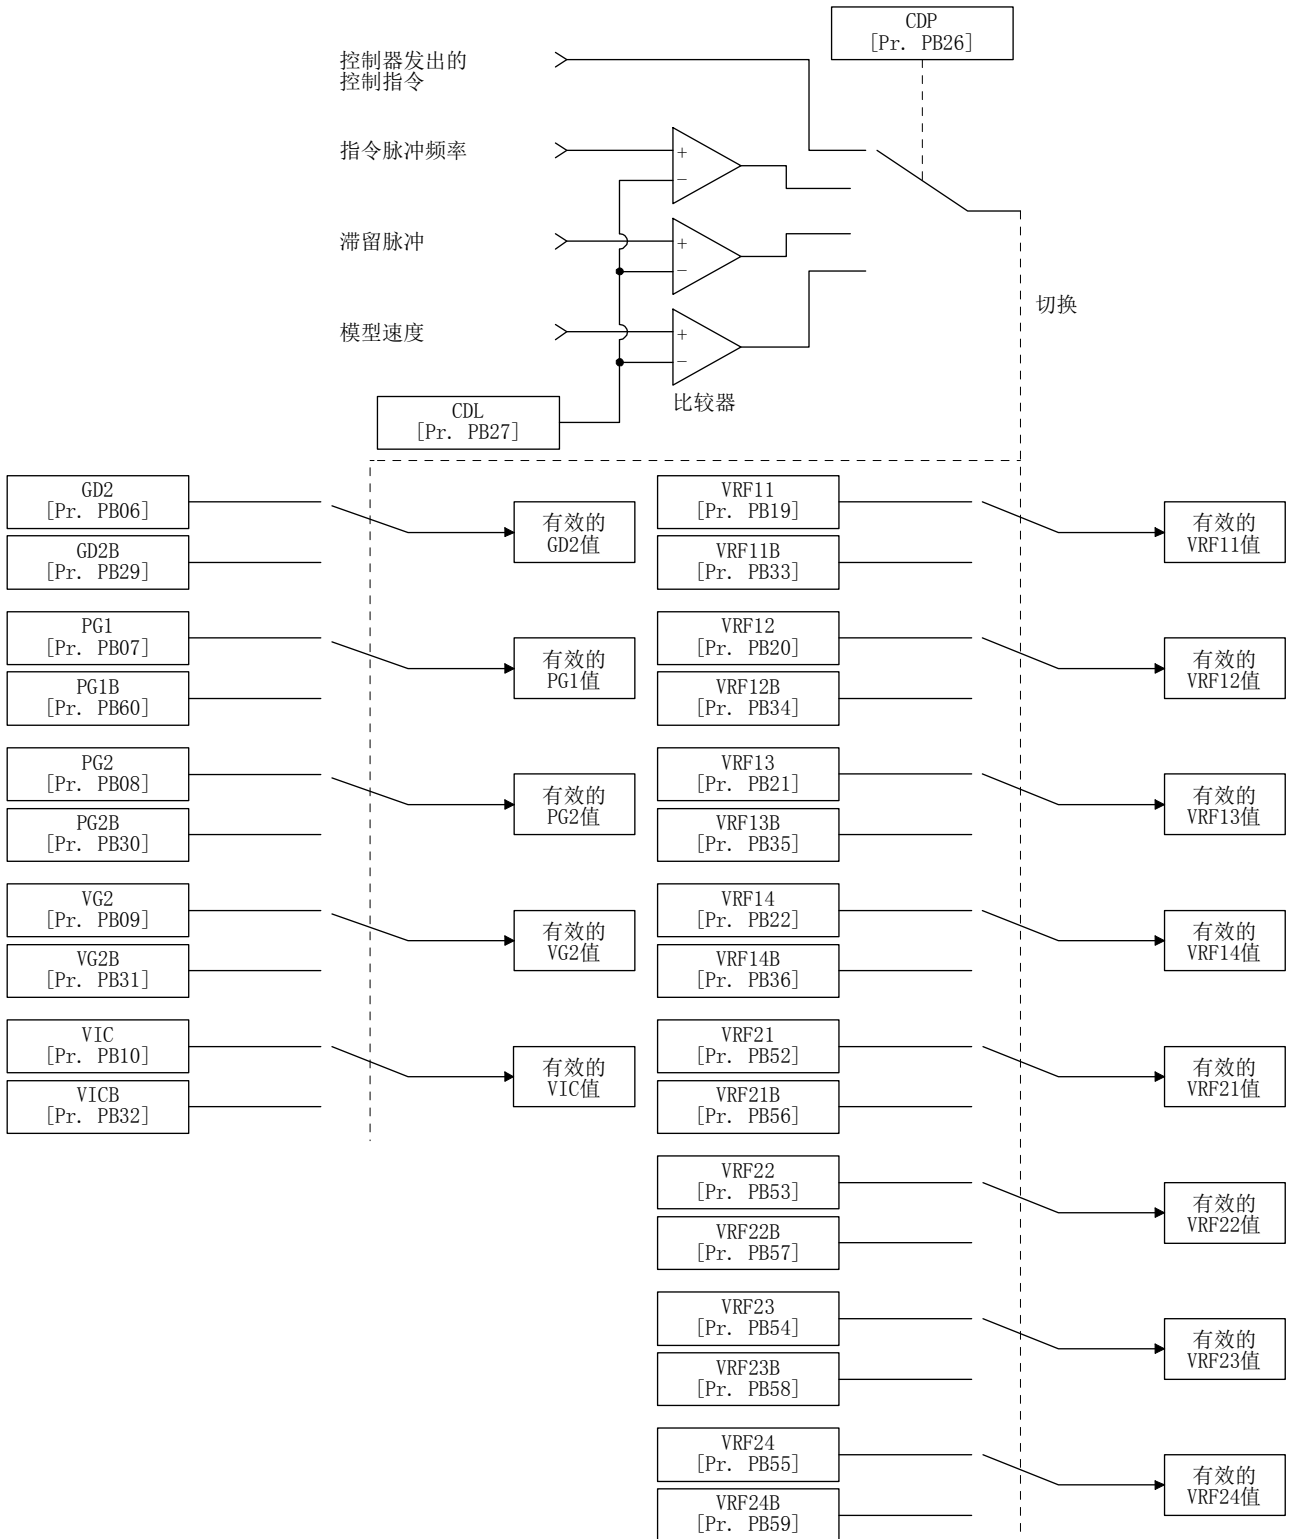 CDP
[Pr. PB26]
控制器发出的
控制指令
指令脉冲频率
+
−
滞留脉冲
+
−
切换
模型速度
+
−
比较器
CDL
[Pr. PB27]
GD2
[Pr. PB06]
GD2B
[Pr. PB29]
有效的
GD2值
VRF11
[Pr. PB19]
VRF11B
[Pr. PB33]
有效的
VRF11值
PG1
[Pr. PB07]
PG1B
[Pr. PB60]
有效的
PG1值
VRF12
[Pr. PB20]
VRF12B
[Pr. PB34]
有效的
VRF12值
PG2
[Pr. PB08]
PG2B
[Pr. PB30]
有效的
PG2值
VRF13
[Pr. PB21]
VRF13B
[Pr. PB35]
有效的
VRF13值
VG2
[Pr. PB09]
VG2B
[Pr. PB31]
有效的
VG2值
VRF14
[Pr. PB22]
VRF14B
[Pr. PB36]
有效的
VRF14值
VIC
[Pr. PB10]
VICB
[Pr. PB32]
有效的
VIC值
VRF21
[Pr. PB52]
VRF21B
[Pr. PB56]
有效的
VRF21值
VRF22
[Pr. PB53]
VRF22B
[Pr. PB57]
有效的
VRF22值
VRF23
[Pr. PB54]
VRF23B
[Pr. PB58]
有效的
VRF23值
VRF24
[Pr. PB55]
VRF24B
[Pr. PB59]
有效的
VRF24值